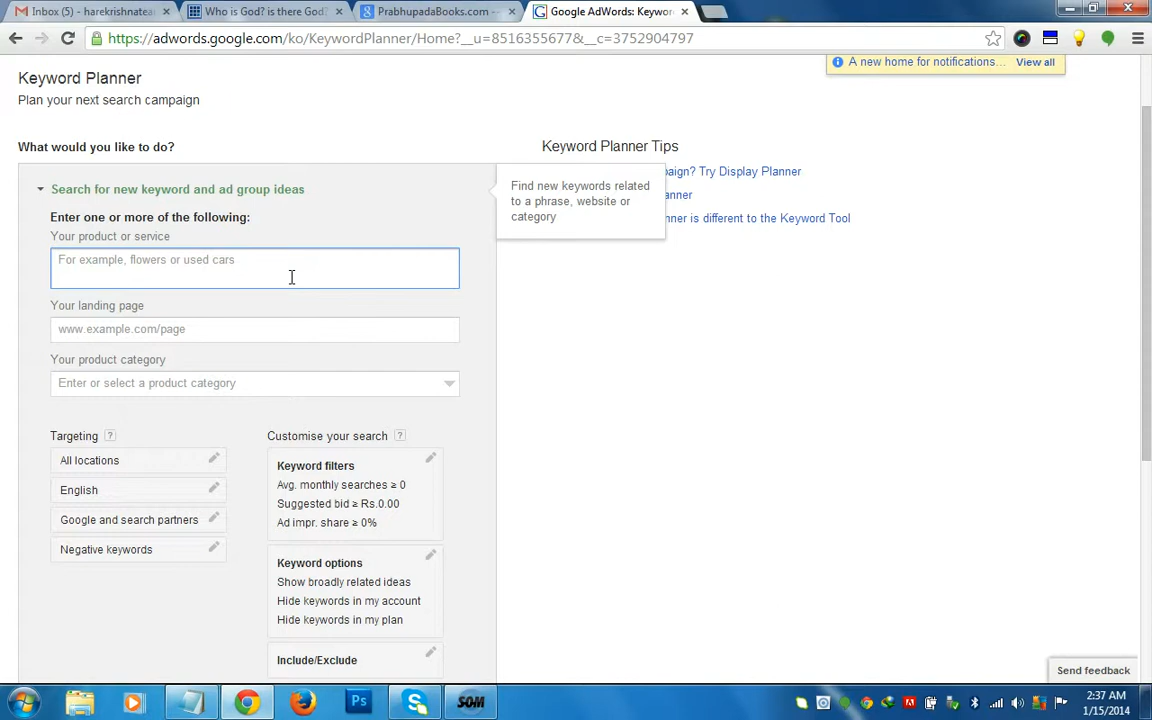 Inbox (5) - harekrishnatea
Who is God? is there God?
PrabhupadaBooks.com --
Google AdWords: Keywor
https://adwords.google.com/ko/KeywordPlanner/Home?__u=8516355677&__c=3752904797
Keyword Planner
Plan your next search campaign
A new home for notifications... View all
What would you like to do?
Keyword Planner Tips
Search for new keyword and ad group ideas
Enter one or more of the following:
Your product or service
For example, flowers or used cars
Your landing page
www.example.com/page
Your product category
Enter or select a product category
Find new keywords related
to a phrase, website or
category
paign? Try Display Planner
anner
nner is different to the Keyword Tool
Targeting ?
All locations
English
Google and search partners
Negative keywords
Customise your search ?
Keyword filters
Avg. monthly searches ≥ 0
Suggested bid ≥ Rs.0.00
Ad impr. share ≥ 0%
Keyword options
Show broadly related ideas
Hide keywords in my account
Hide keywords in my plan
Include/Exclude
Send feedback
Ps
SOM
2:37 AM
1/15/2014